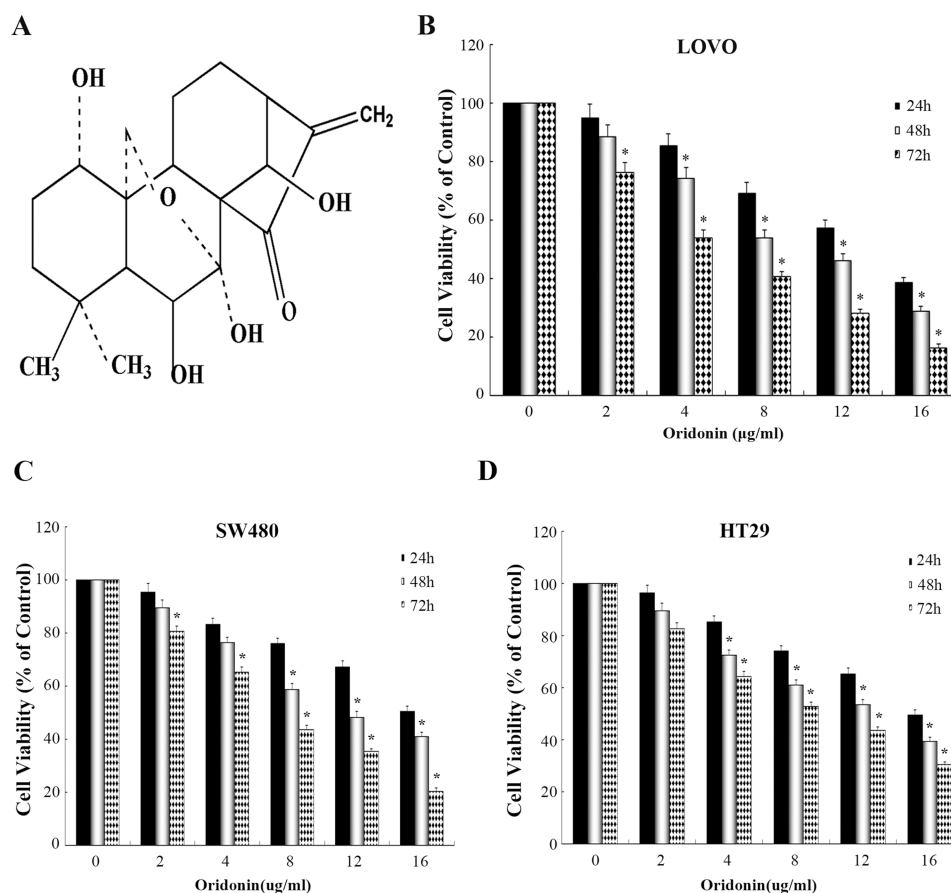 A
OH
CH₂
O
OH
O
OH
CH₃
CH₃
OH
B
LOVO
120
100
80
60
40
20
0
Cell Viability (% of Control)
24h
48h
72h
*
* *
* *
* *
* *
0 2 4 8 12 16
Oridonin (μg/ml)
C
SW480
120
100
80
60
40
20
0
Cell Viability (% of Control)
24h
48h
72h
*
*
* *
* *
* *
0 2 4 8 12 16
Oridonin(ug/ml)
D
HT29
120
100
80
60
40
20
0
Cell Viability (% of Control)
24h
48h
72h
* *
* *
* *
* *
0 2 4 8 12 16
Oridonin(ug/ml)